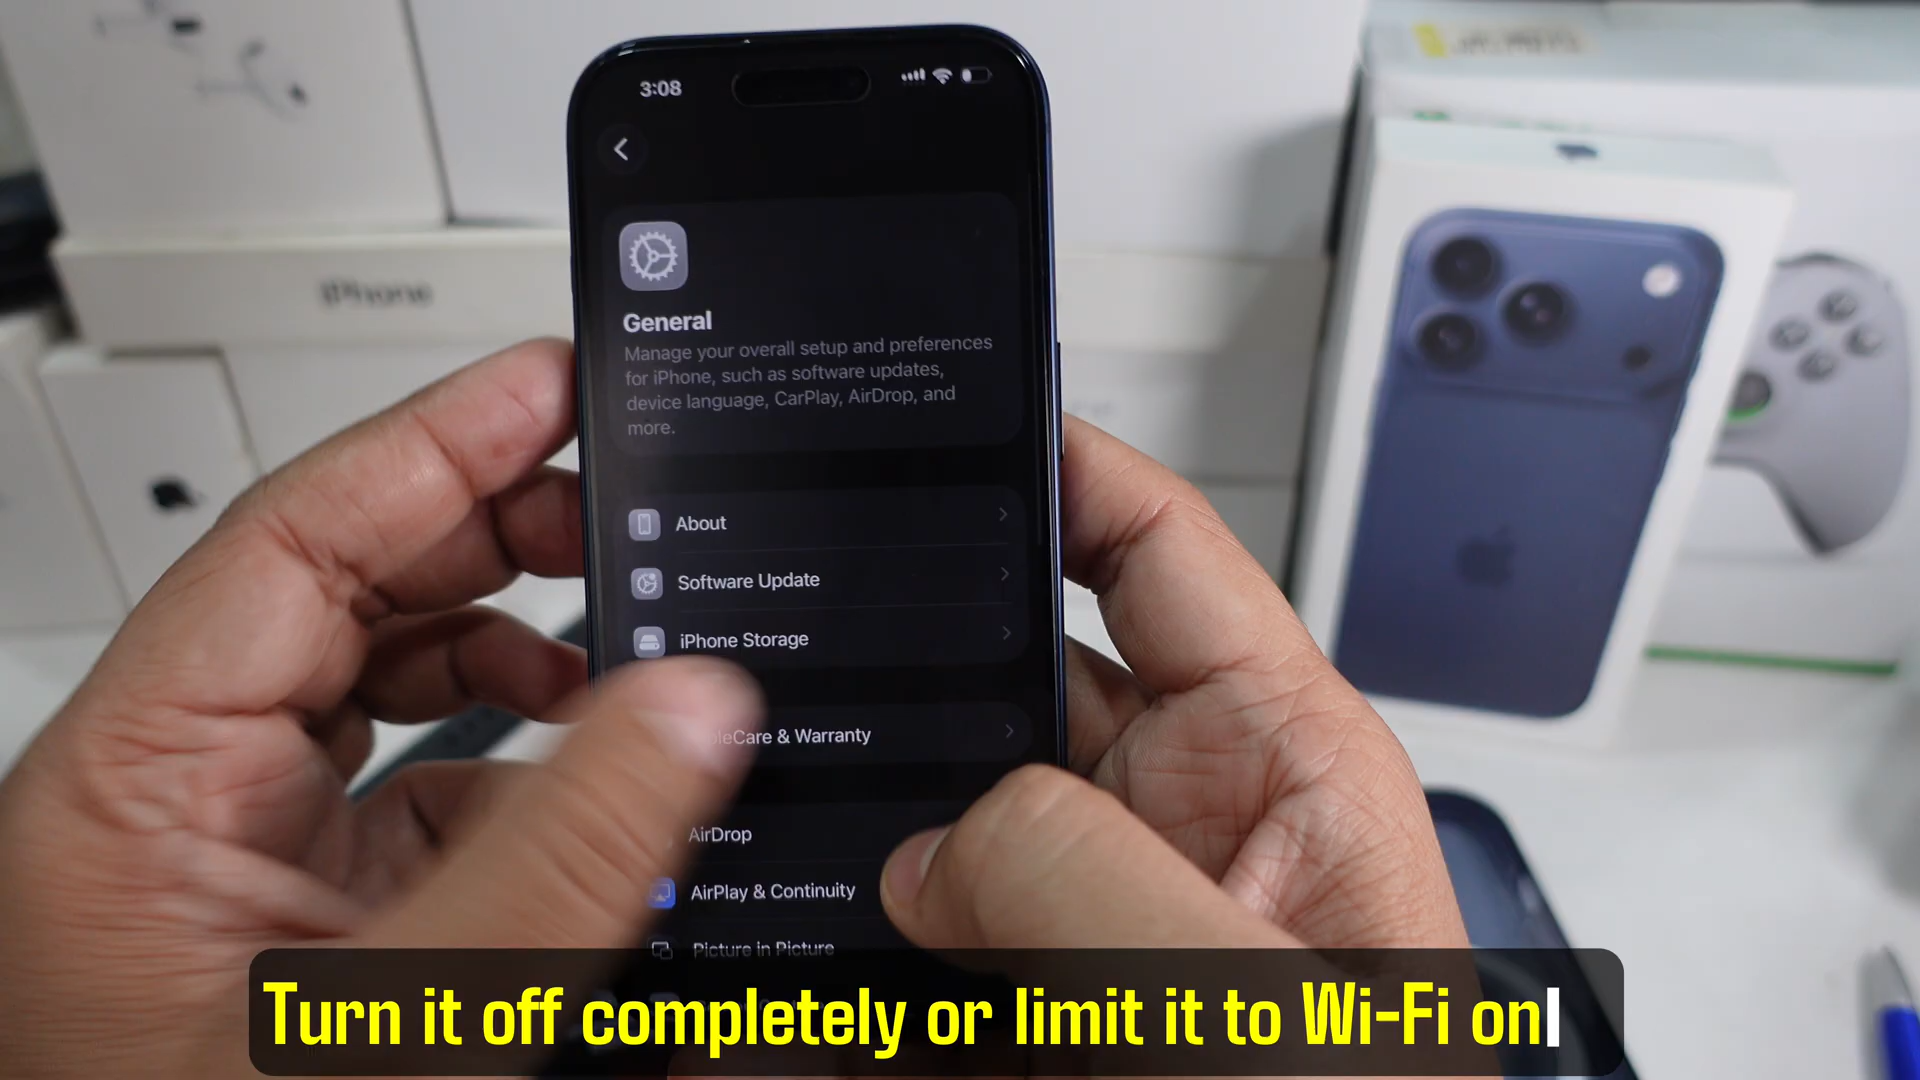 3:08
iPhone
General
Manage your overall setup and preferences
for iPhone, such as software updates,
device language, CarPlay, AirDrop, and
more.
About
Software Update
iPhone Storage
leCare & Warranty
AirDrop
AirPlay & Continuity
Picture in Picture
Turn it off completely or limit it to Wi-Fi onl